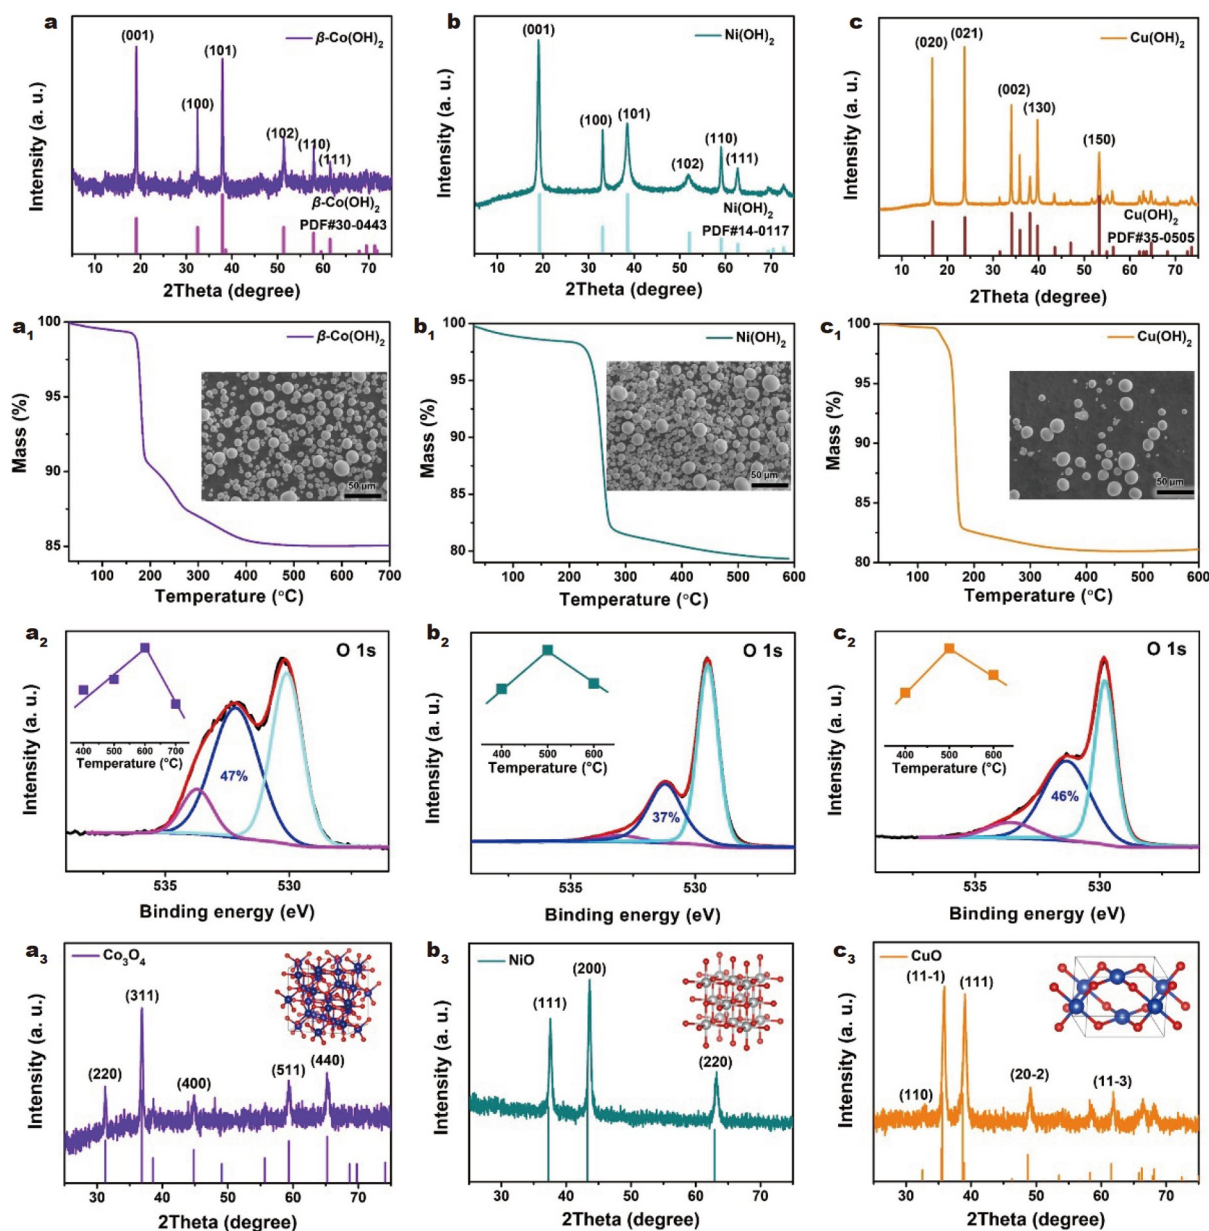 a
Intensity (a. u.)
β-Co(OH)2
(001)
(100)
(101)
(102)
(110)
(111)
β-Co(OH)2
PDF#30-0443
10 20 30 40 50 60 70
2Theta (degree)
b
Intensity (a. u.)
Ni(OH)2
(001)
(100)
(101)
(102)
(110)
(111)
Ni(OH)2
PDF#14-0117
10 20 30 40 50 60 70
2Theta (degree)
c
Intensity (a. u.)
Cu(OH)2
(020)
(021)
(002)
(130)
(150)
Cu(OH)2
PDF#35-0505
10 20 30 40 50 60 70
2Theta (degree)
a1
Mass (%)
100
95
90
85
β-Co(OH)2
50 μm
100 200 300 400 500 600 700
Temperature (°C)
b1
Mass (%)
100
95
90
85
80
Ni(OH)2
50 μm
100 200 300 400 500 600
Temperature (°C)
c1
Mass (%)
100
95
90
85
80
Cu(OH)2
50 μm
100 200 300 400 500 600
Temperature (°C)
a2
Intensity (a. u.)
O 1s
400 500 600 700
Temperature (°C)
47%
535 530
Binding energy (eV)
b2
Intensity (a. u.)
O 1s
400 500 600
Temperature (°C)
37%
535 530
Binding energy (eV)
c2
Intensity (a. u.)
O 1s
400 500 600
Temperature (°C)
46%
535 530
Binding energy (eV)
a3
Intensity (a. u.)
Co3O4
(220)
(311)
(400)
(511)
(440)
30 40 50 60 70
2Theta (degree)
b3
Intensity (a. u.)
NiO
(111)
(200)
(220)
30 40 50 60 70
2Theta (degree)
c3
Intensity (a. u.)
CuO
(110)
(11-1)
(111)
(20-2)
(11-3)
30 40 50 60 70
2Theta (degree)